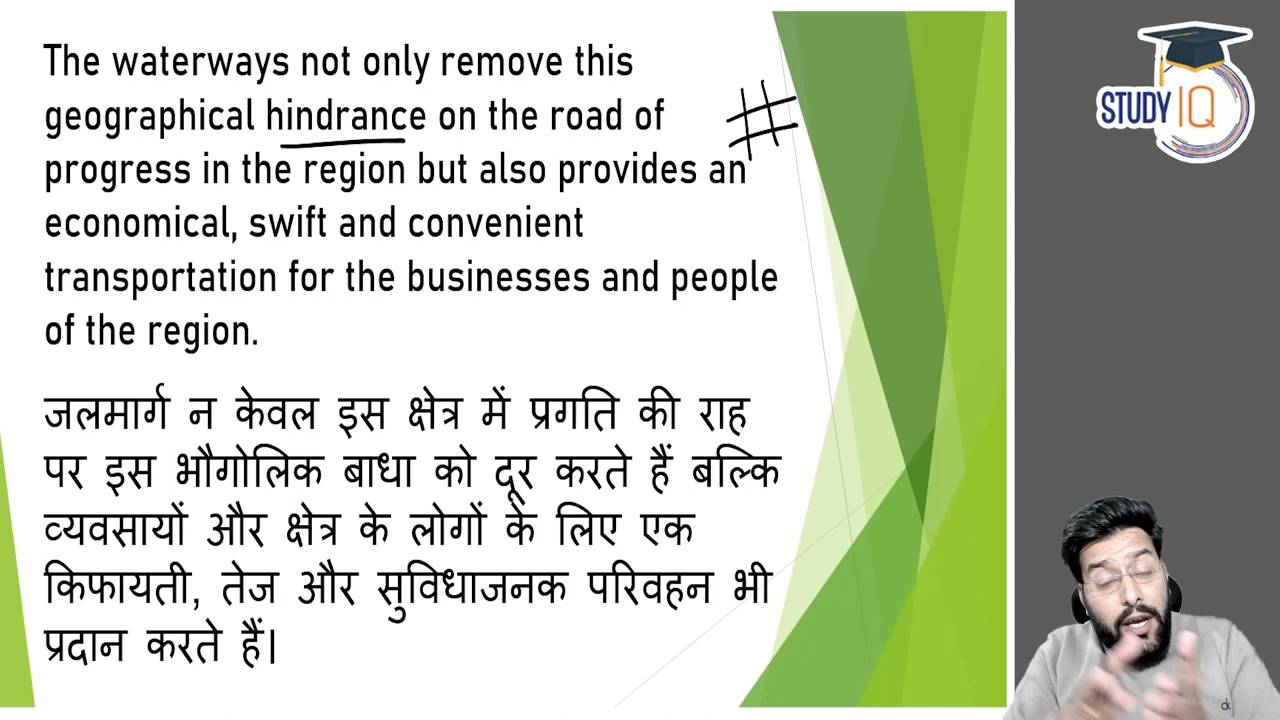 The waterways not only remove this
geographical hindrance on the road of
progress in the region but also provides an
economical, swift and convenient
transportation for the businesses and people
of the region.
जलमार्ग न केवल इस क्षेत्र में प्रगति की राह
पर इस भौगोलिक बाधा को दूर करते हैं बल्कि
व्यवसायों और क्षेत्र के लोगों के लिए एक
किफायती, तेज और सुविधाजनक परिवहन भी
प्रदान करते हैं।
STUDY IQ